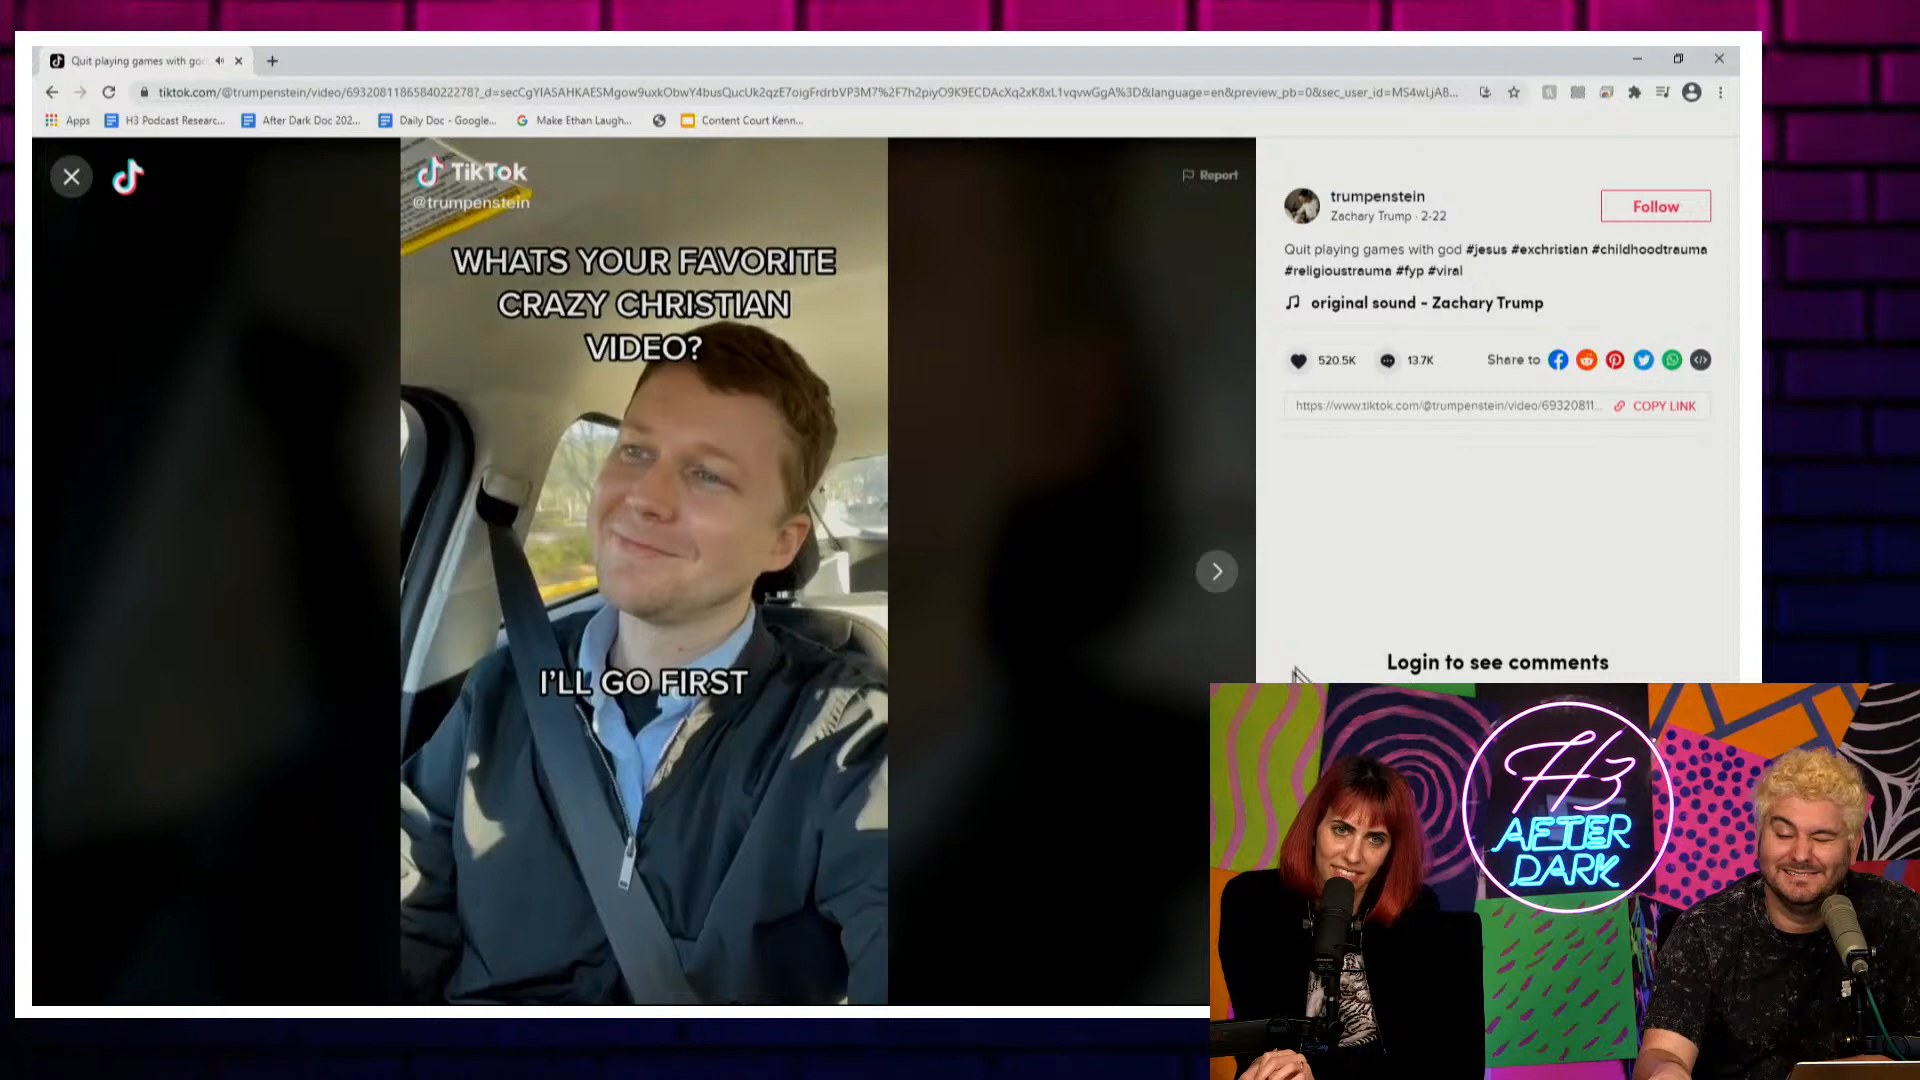 Quit playing games with go
tiktok.com/@trumpenstein/video/6932081186584022278?_d=secCgYIASAHKAESMgow9uxkObwY4busQucUk2qzE7oigFrdrbVP3M7%2F7h2piyO9K9ECDAcXq2xK8xL1vqvwGgA%3D&language=en&preview_pb=0&sec_user_id=MS4wLjAB...
Apps
H3 Podcast Researc...
After Dark Doc 202...
Daily Doc - Google...
Make Ethan Laugh...
Content Court Kenn...
TikTok
@trumpenstein
Report
WHATS YOUR FAVORITE
CRAZY CHRISTIAN
VIDEO?
I'LL GO FIRST
trumpenstein
Zachary Trump · 2-22
Follow
Quit playing games with god #jesus #exchristian #childhoodtrauma
#religioustrauma #fyp #viral
original sound - Zachary Trump
520.5K
13.7K
Share to
https://www.tiktok.com/@trumpenstein/video/69320811...
COPY LINK
Login to see comments
H3
AFTER
DARK